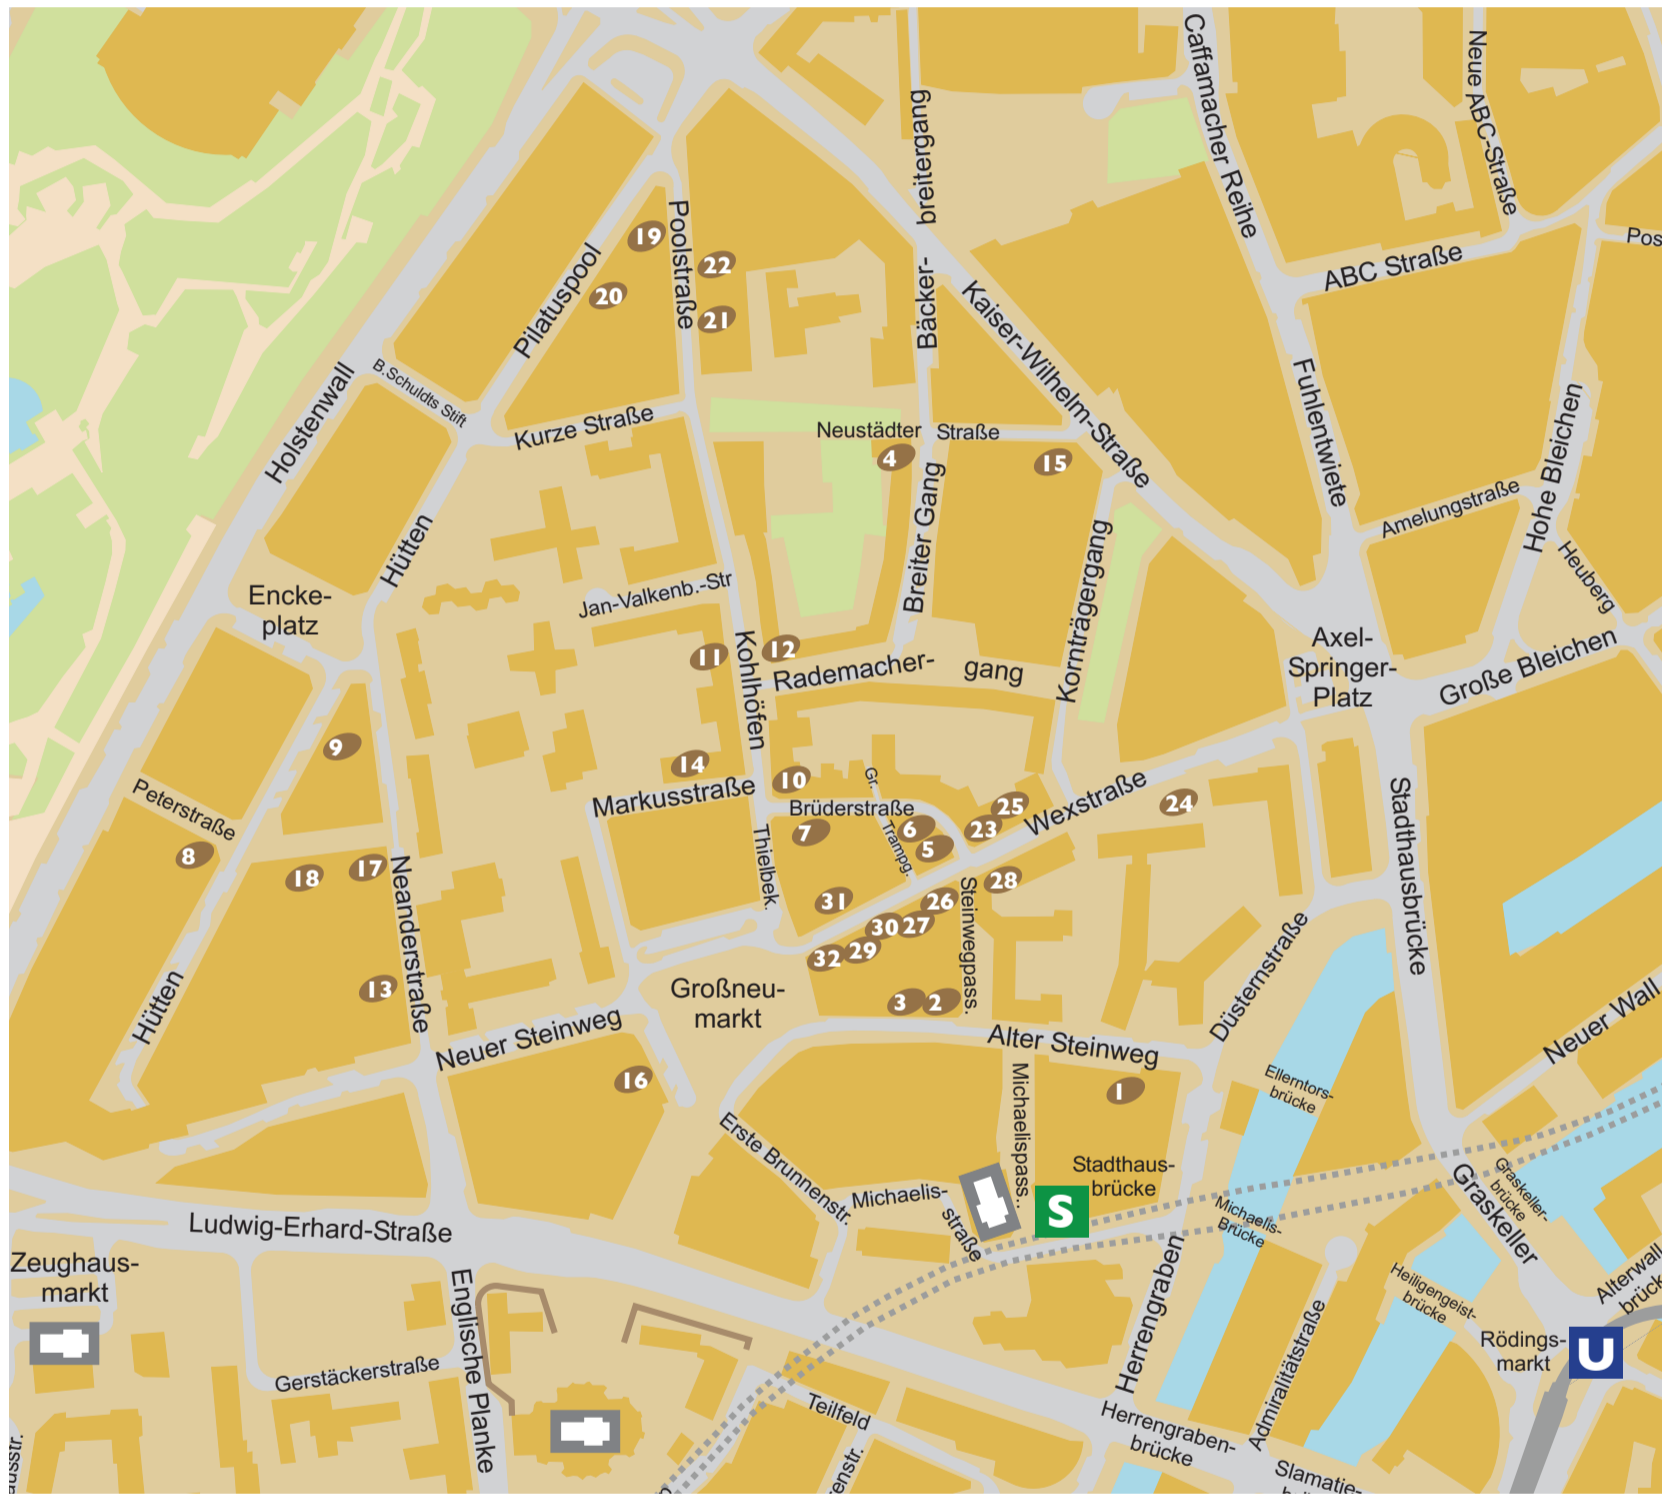 Caffamacher Reihe
Neue ABC-Straße
breitergang
Bäcker-
Poolstraße
19
22
20
21
Pilatuspool
ABC Straße
Pos
Kaiser-Wilhelm-Straße
B.Schuldts Stift
Holstenwall
Kurze Straße
Neustädter Straße
4
15
Fuhlentwiete
Hohe Bleichen
Amelungstraße
Heuberg
Hütten
Breiter Gang
Kornträgergang
Encke-
platz
Jan-Valkenb.-Str
Kohlhöfen
11
12
Rademacher-
gang
Axel-
Springer-
Platz
Große Bleichen
9
14
10
Markusstraße
Peterstraße
8
18
17
Brüderstraße
Gr.
Trampg.
7
6
5
25
23
Wexstraße
24
Stadthausbrücke
Thielbek.
31
26
28
30
27
29
32
Steinwegpass.
3
2
Neanderstraße
13
Hütten
Großneu-
markt
Neuer Steinweg
16
Alter Steinweg
Düsternstraße
Neuer Wall
1
Michaelispass.
Ellerntors-
brücke
Erste Brunnenstr.
Michaelis-
straße
Stadthaus-
brücke
S
Michaelis-
Brücke
Graskeller-
brücke
Graskeller
Ludwig-Erhard-Straße
Zeughaus-
markt
Englische Planke
Gerstäckerstraße
Herrengraben
Heiligengeist-
brücke
Admiralitätstraße
Alterwall
brück
Rödings-
markt
U
Teilfeld
enstr.
Herrengraben-
brücke
Slamatje-
ausstr.